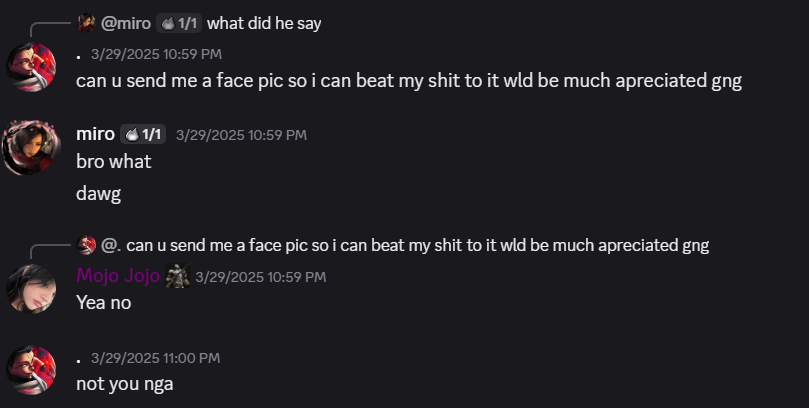 @miro 1/1 what did he say
. 3/29/2025 10:59 PM
can u send me a face pic so i can beat my shit to it wld be much apreciated gng
miro 1/1 3/29/2025 10:59 PM
bro what
dawg
@. can u send me a face pic so i can beat my shit to it wld be much apreciated gng
Mojo Jojo 3/29/2025 10:59 PM
Yea no
. 3/29/2025 11:00 PM
not you nga